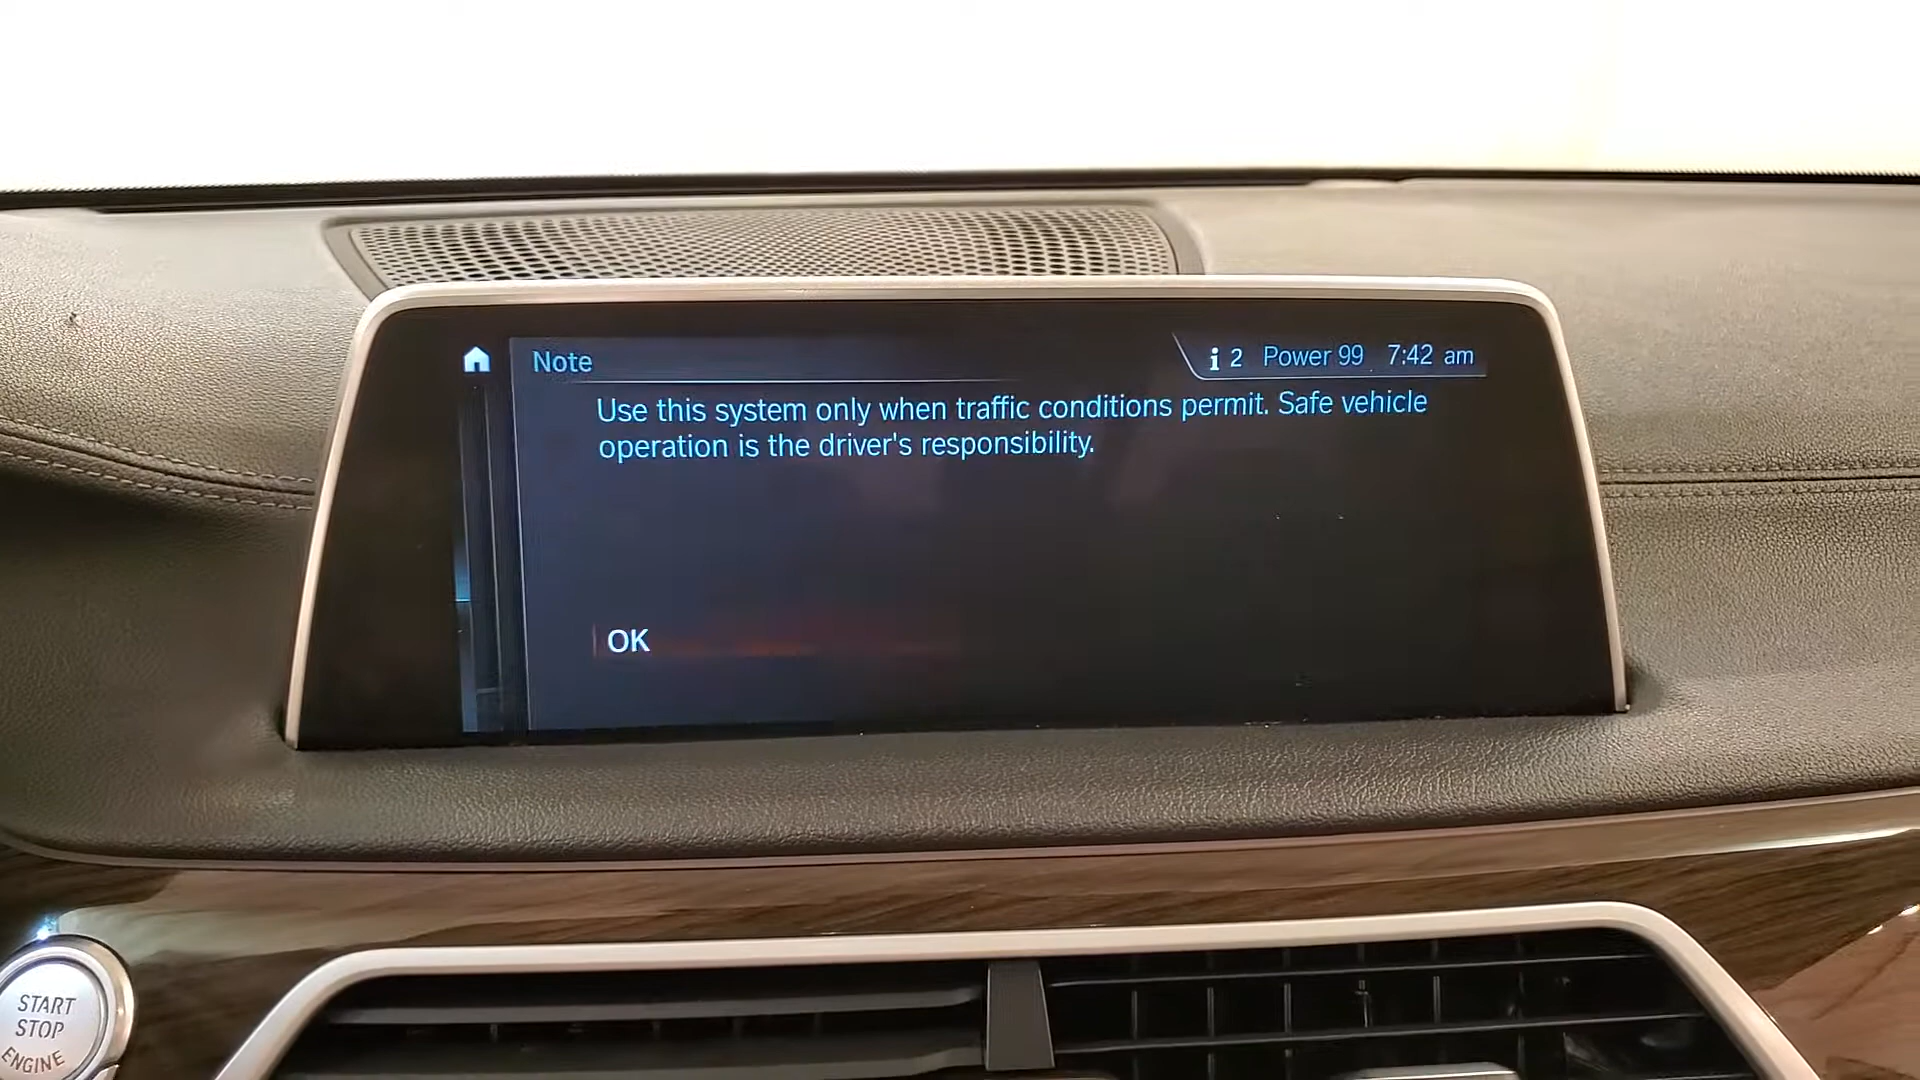 Note
i 2 Power 99 7:42 am
Use this system only when traffic conditions permit. Safe vehicle
operation is the driver's responsibility.
OK
START
STOP
ENGINE